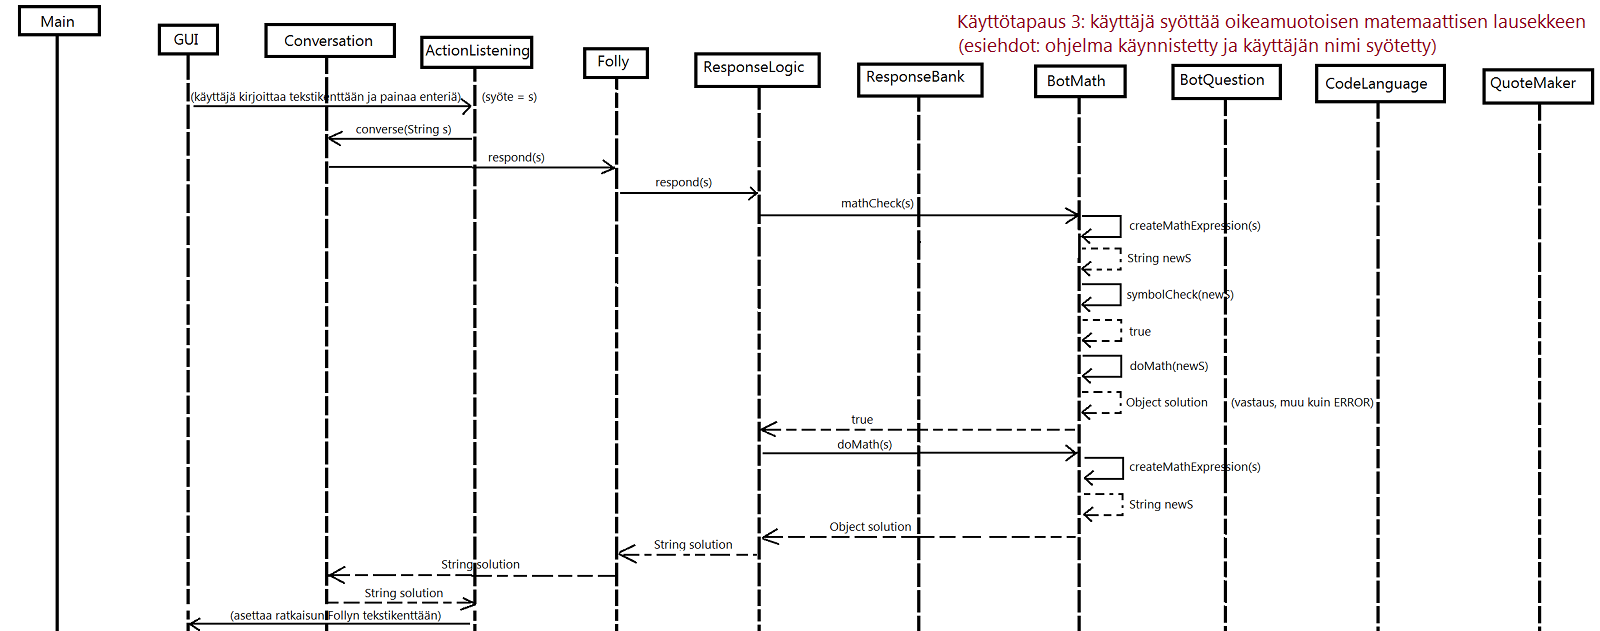 Käyttötapaus 3: käyttäjä syöttää oikeamuotoisen matemaattisen lausekkeen
(esiehdot: ohjelma käynnistetty ja käyttäjän nimi syötetty)
Main
GUI
Conversation
ActionListening
Folly
ResponseLogic
ResponseBank
BotMath
BotQuestion
CodeLanguage
QuoteMaker
(käyttäjä kirjoittaa tekstikenttään ja painaa enteriä)
(syöte = s)
converse(String s)
respond(s)
respond(s)
mathCheck(s)
createMathExpression(s)
String newS
symbolCheck(newS)
true
doMath(newS)
Object solution
(vastaus, muu kuin ERROR)
true
doMath(s)
createMathExpression(s)
String newS
Object solution
String solution
String solution
String solution
(asettaa ratkaisun Follyn tekstikenttään)